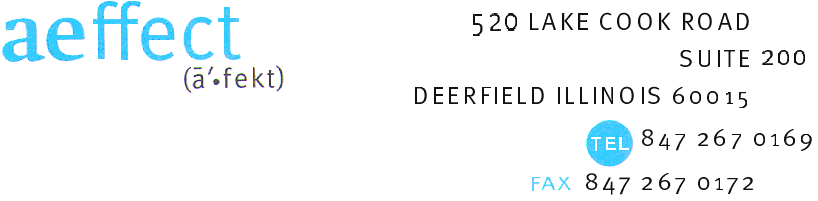 aeffect
(ā′•fekt)
520 LAKE COOK ROAD
SUITE 200
DEERFIELD ILLINOIS 60015
TEL 847 267 0169
FAX 847 267 0172